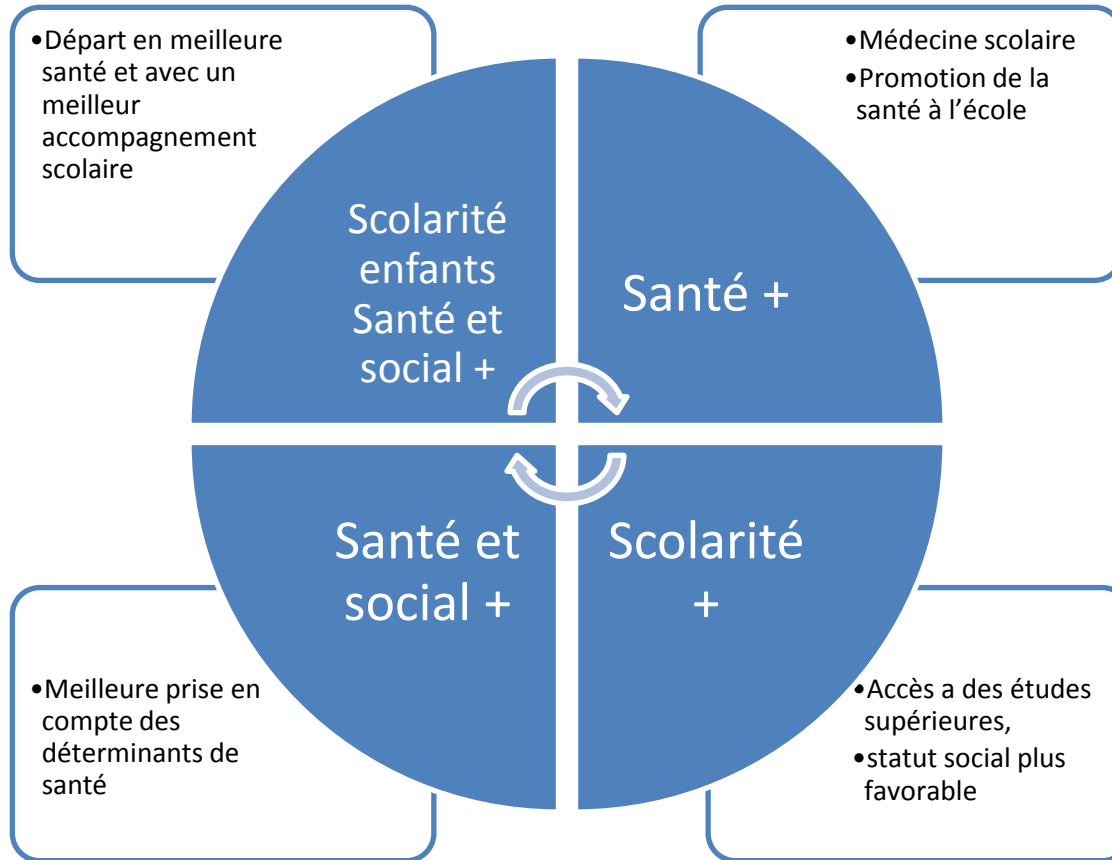 •Départ en meilleure
santé et avec un
meilleur
accompagnement
scolaire
•Médecine scolaire
•Promotion de la
santé à l’école
Scolarité
enfants
Santé et
social +
Santé +
Santé et
social +
Scolarité
+
•Meilleure prise en
compte des
déterminants de
santé
•Accès a des études
supérieures,
•statut social plus
favorable